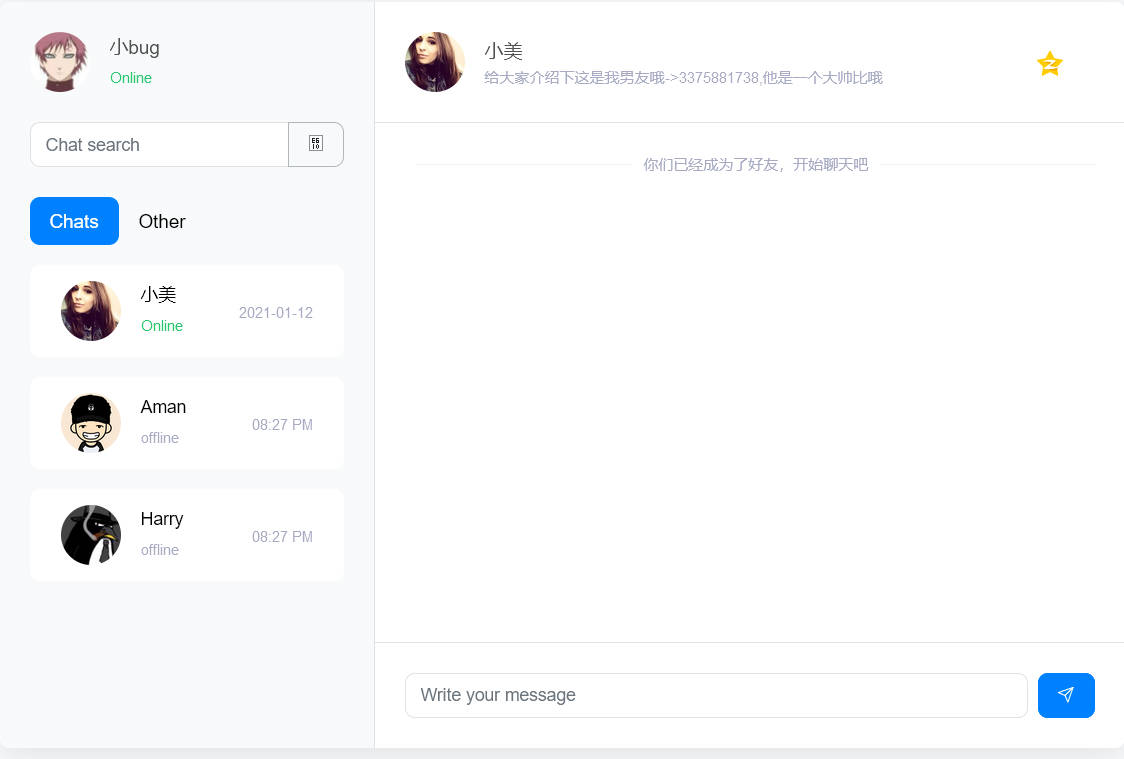 小bug
Online
Chat search
Chats
Other
小美
Online
2021-01-12
Aman
offline
08:27 PM
Harry
offline
08:27 PM
小美
给大家介绍下这是我男友哦->3375881738,他是一个大帅比哦
你们已经成为了好友，开始聊天吧
Write your message